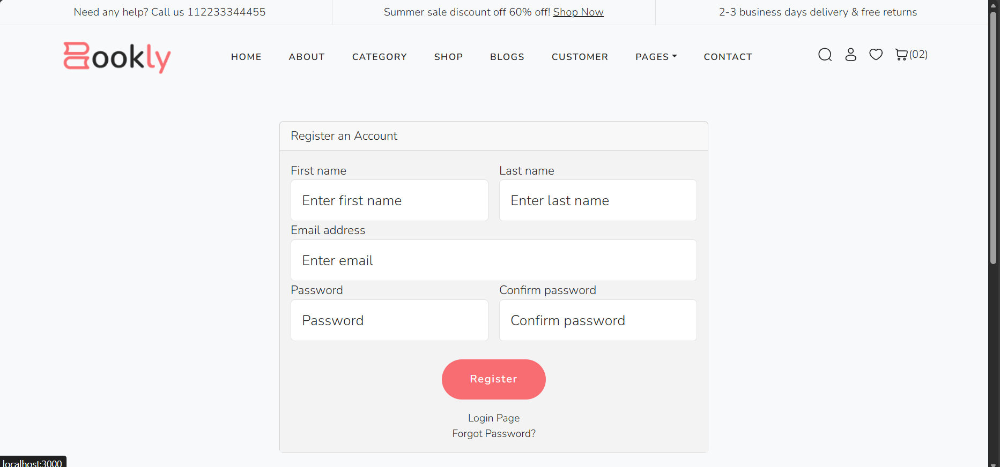 Need any help? Call us 112233344455
Summer sale discount off 60% off! Shop Now
2-3 business days delivery & free returns
Bookly
HOME ABOUT CATEGORY SHOP BLOGS CUSTOMER PAGES CONTACT
(02)
Register an Account
First name Last name
Enter first name Enter last name
Email address
Enter email
Password Confirm password
Password Confirm password
Register
Login Page
Forgot Password?
localhost:3000